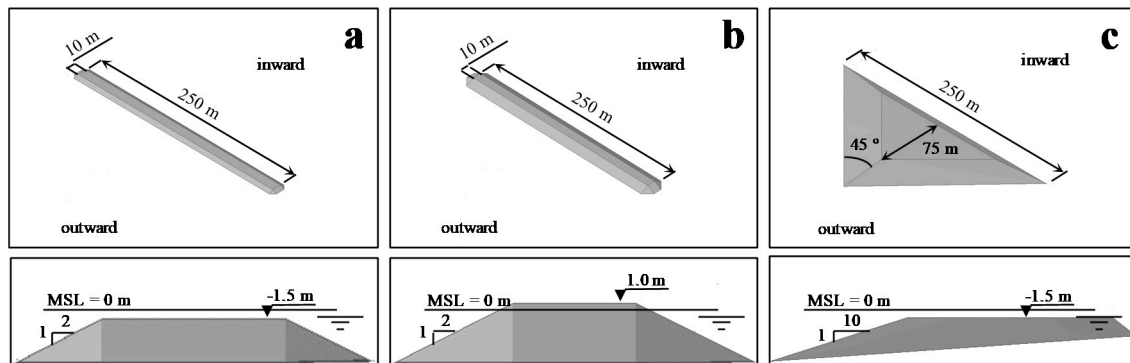 a
10 m
inward
250 m
outward
b
10 m
inward
250 m
outward
c
inward
250 m
45 º
75 m
outward
MSL = 0 m
-1.5 m
2
1
MSL = 0 m
1.0 m
2
1
MSL = 0 m
-1.5 m
10
1